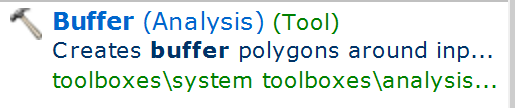 Buffer (Analysis) (Tool)
Creates buffer polygons around inp...
toolboxes\system toolboxes\analysis...